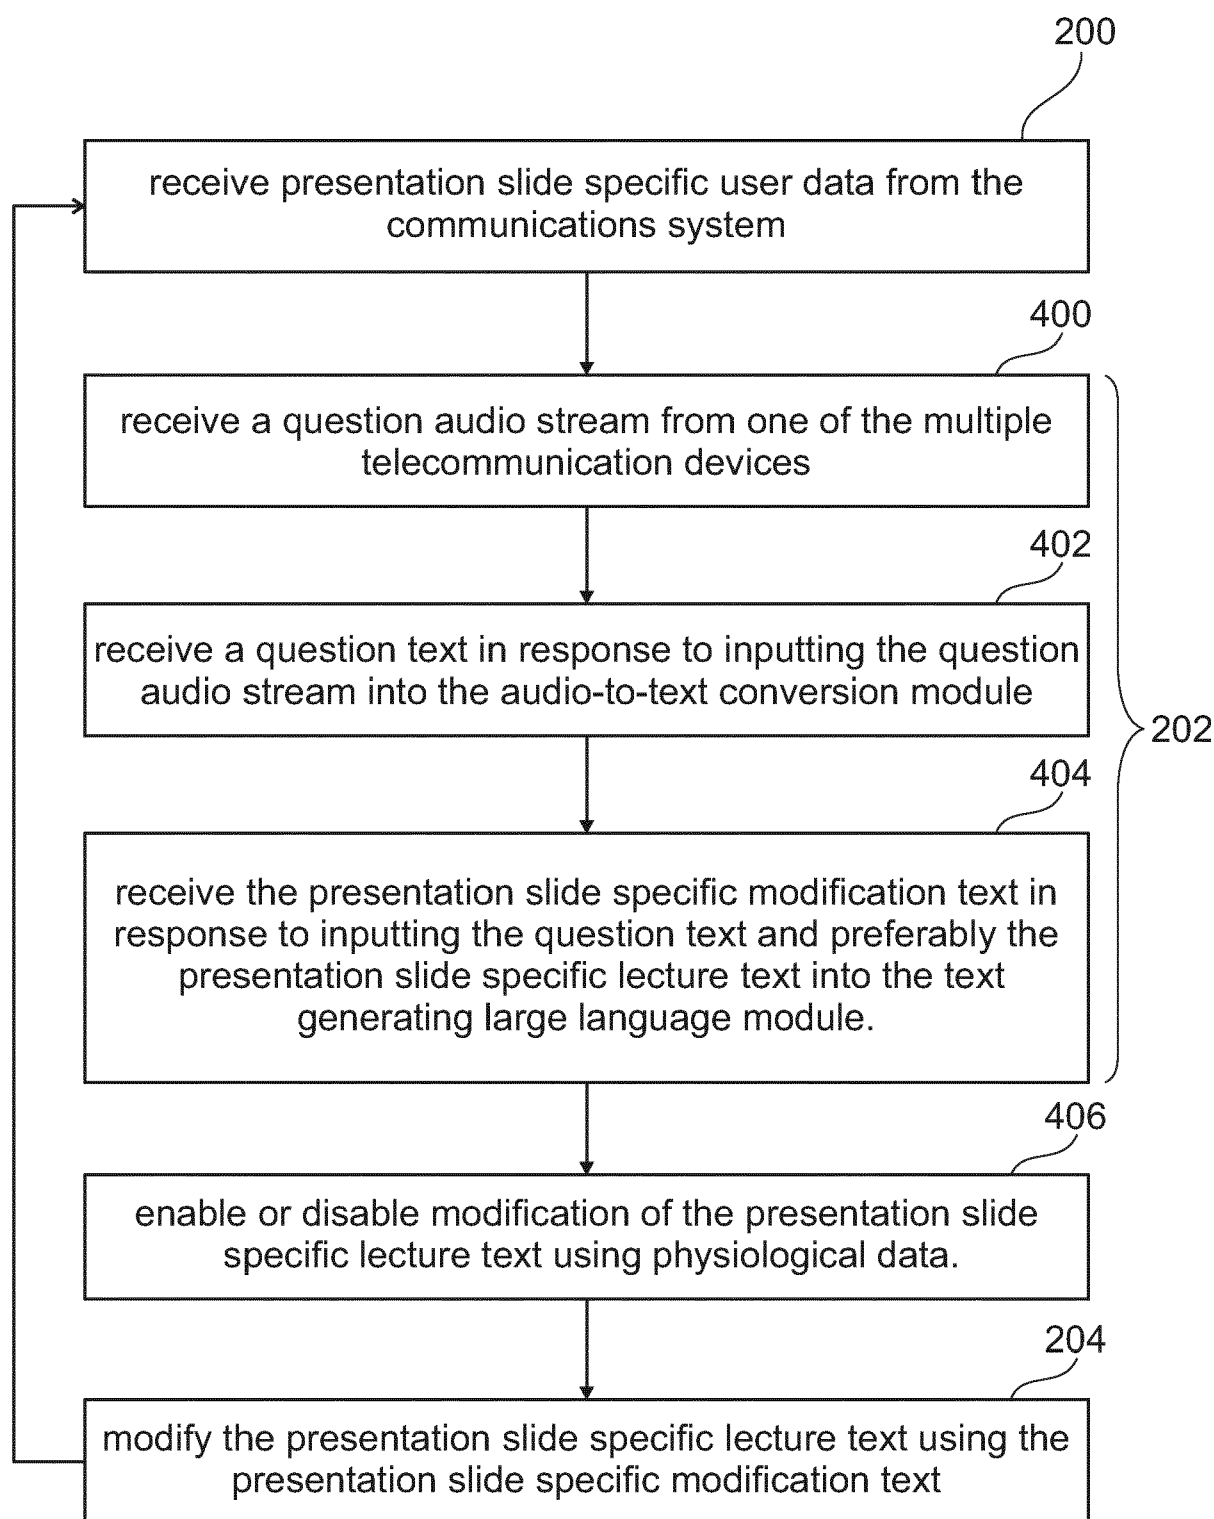 200
receive presentation slide specific user data from the
communications system
400
receive a question audio stream from one of the multiple
telecommunication devices
402
receive a question text in response to inputting the question
audio stream into the audio-to-text conversion module
202
404
receive the presentation slide specific modification text in
response to inputting the question text and preferably the
presentation slide specific lecture text into the text
generating large language module.
406
enable or disable modification of the presentation slide
specific lecture text using physiological data.
204
modify the presentation slide specific lecture text using the
presentation slide specific modification text